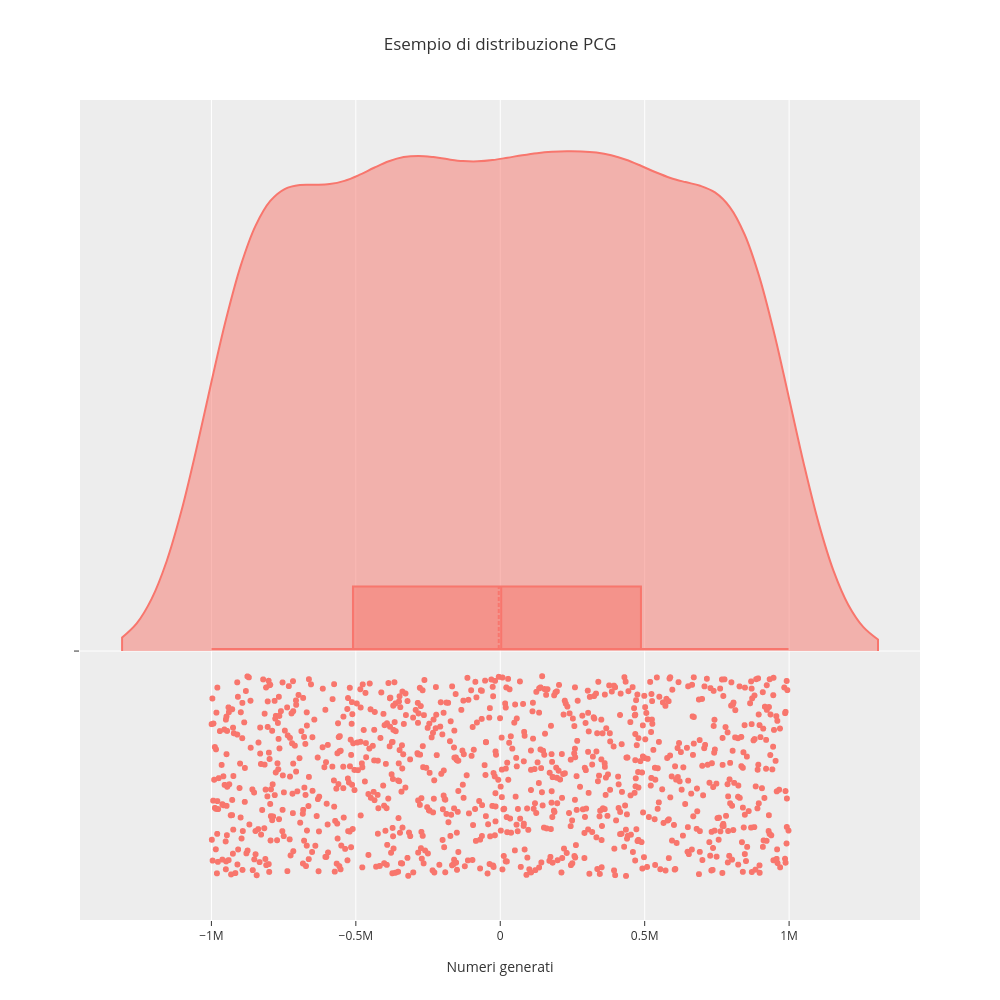 Esempio di distribuzione PCG
−1M
−0.5M
0
0.5M
1M
Numeri generati